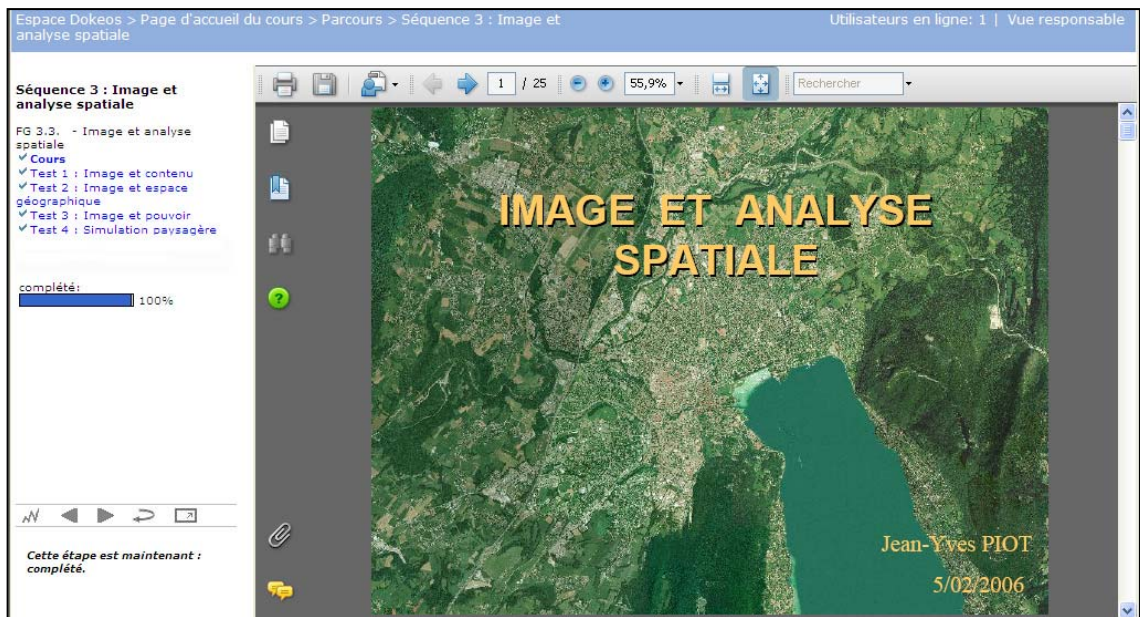 Espace Dokeos > Page d'accueil du cours > Parcours > Séquence 3 : Image et
analyse spatiale
Utilisateurs en ligne: 1 | Vue responsable
Séquence 3 : Image et
analyse spatiale
FG 3.3. - Image et analyse
spatiale
Cours
Test 1 : Image et contenu
Test 2 : Image et espace
géographique
Test 3 : Image et pouvoir
Test 4 : Simulation paysagère
complété:
100%
Cette étape est maintenant :
complété.
1 / 25 55,9% Rechercher
IMAGE ET ANALYSE
SPATIALE
Jean-Yves PIOT
5/02/2006